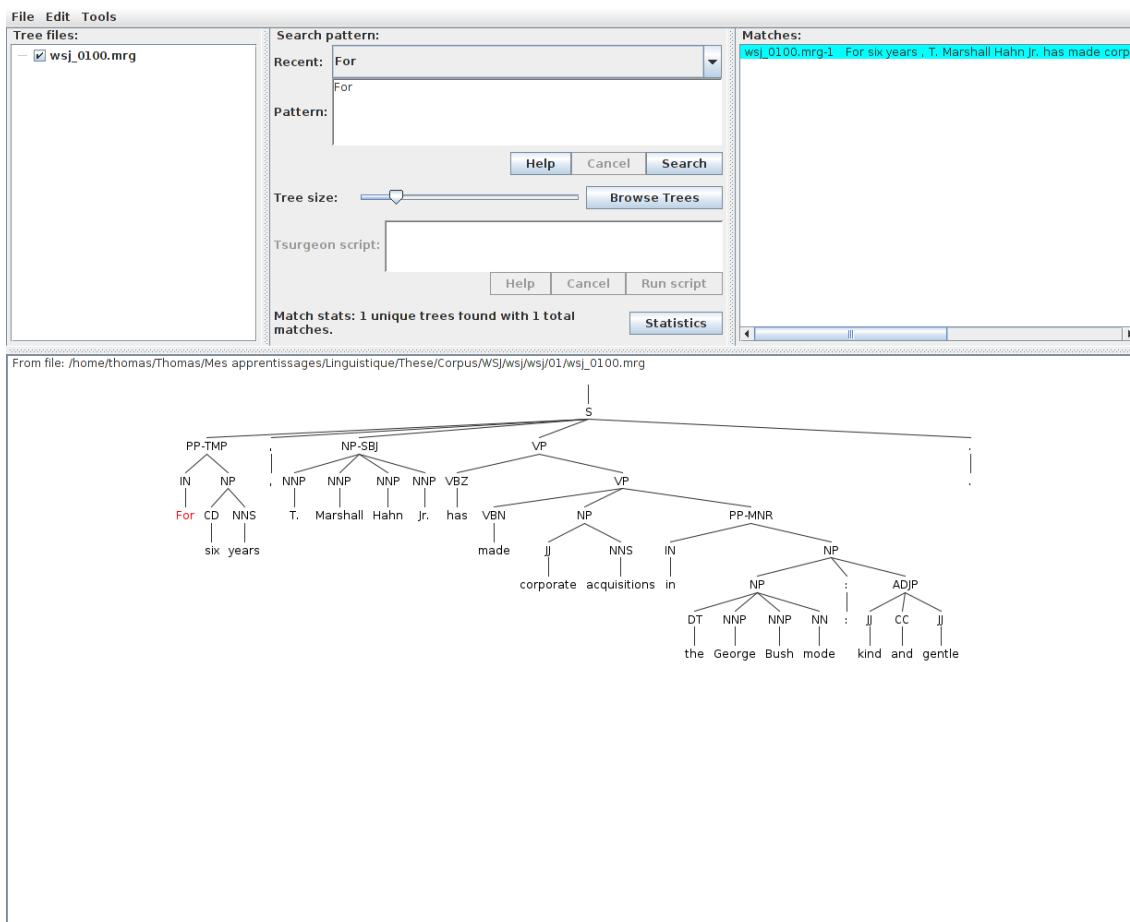 File Edit Tools
Tree files:
wsj_0100.mrg
Search pattern:
Recent: For
Pattern: For
Help Cancel Search
Tree size: Browse Trees
Tsurgeon script:
Help Cancel Run script
Match stats: 1 unique trees found with 1 total
matches.
Statistics
Matches:
wsj_0100.mrg-1 For six years , T. Marshall Hahn Jr. has made corp
From file: /home/thomas/Thomas/Mes apprentissages/Linguistique/These/Corpus/WSJ/wsj/wsj/01/wsj_0100.mrg
S
PP-TMP , NP-SBJ VP .
IN NP , NNP NNP NNP NNP VBZ VP .
For CD NNS T. Marshall Hahn Jr. has VBN NP PP-MNR
six years made JJ NNS IN NP
corporate acquisitions in NP : ADJP
DT NNP NNP NN : JJ CC JJ
the George Bush mode kind and gentle